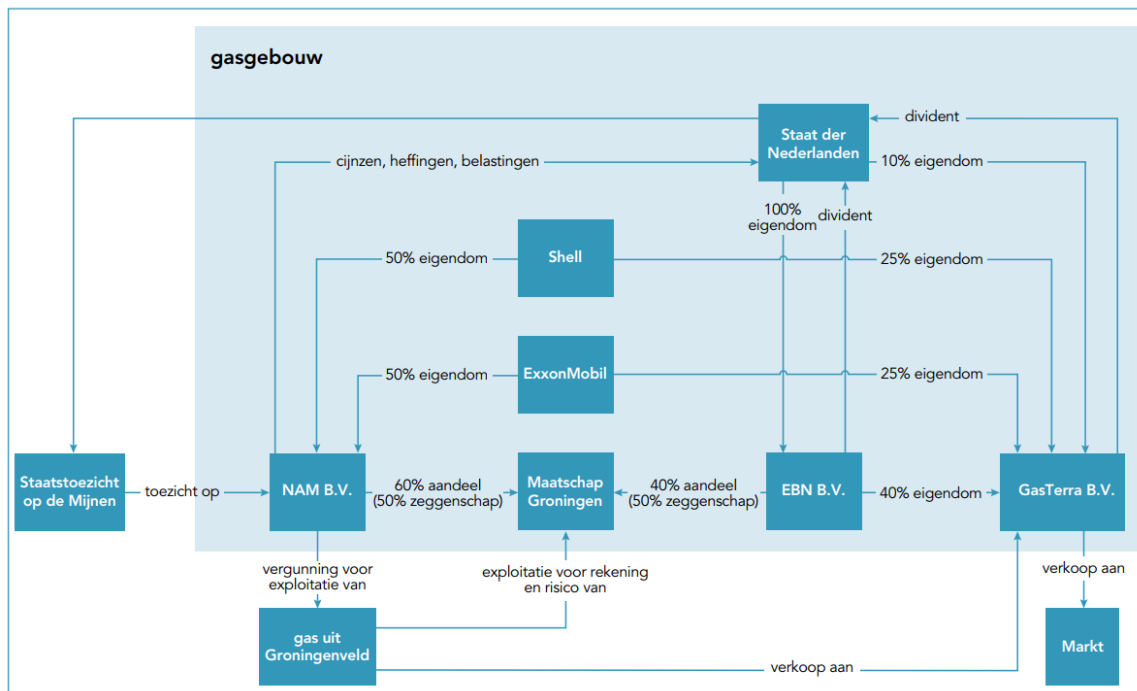 gasgebouw
Staat der
Nederlanden
divident
cijnzen, heffingen, belastingen
10% eigendom
100%
eigendom
divident
50% eigendom
Shell
25% eigendom
50% eigendom
ExxonMobil
25% eigendom
Staatstoezicht
op de Mijnen
toezicht op
NAM B.V.
60% aandeel
(50% zeggenschap)
Maatschap
Groningen
40% aandeel
(50% zeggenschap)
EBN B.V.
40% eigendom
GasTerra B.V.
vergunning voor
exploitatie van
exploitatie voor rekening
en risico van
verkoop aan
gas uit
Groningenveld
verkoop aan
Markt